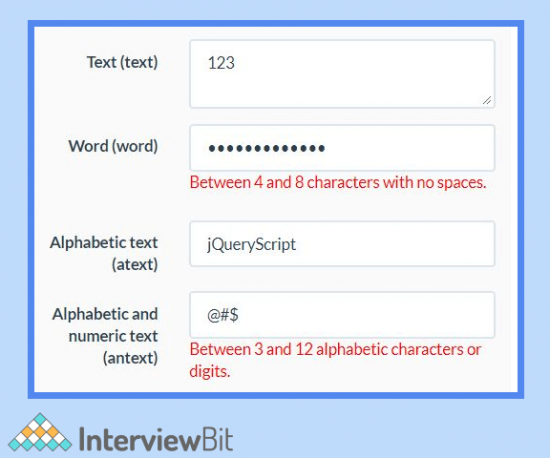 Text (text)
123
Word (word)
•••••••••••••
Between 4 and 8 characters with no spaces.
Alphabetic text
(atext)
jQueryScript
Alphabetic and
numeric text
(antext)
@#$
Between 3 and 12 alphabetic characters or
digits.
InterviewBit